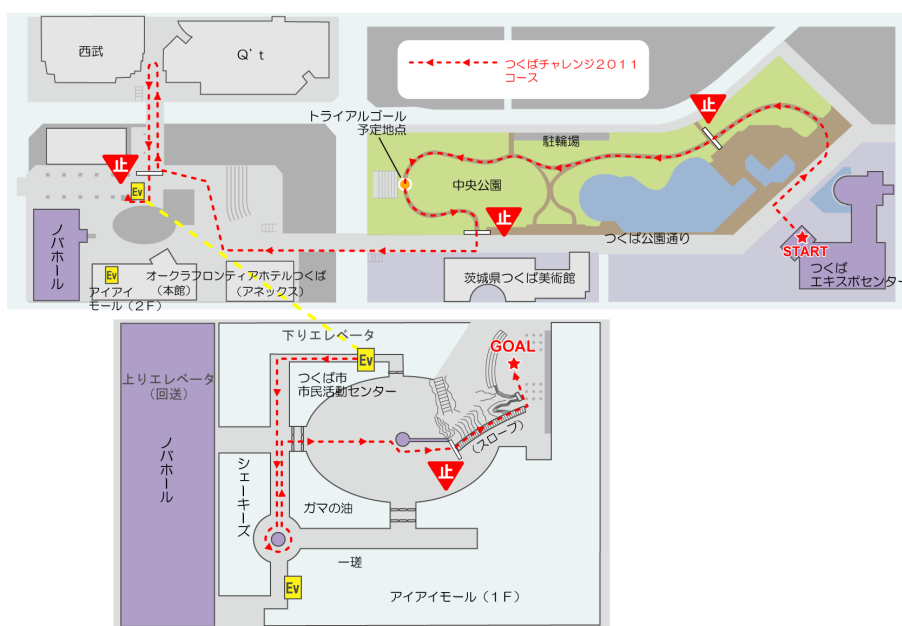 西武
Q't
つくばチャレンジ2011
コース
止
トライアルゴール
予定地点
駐輪場
止
Ev
中央公園
止
つくば公園通り
START
ノバホール
Ev
アイアイ
モール(2F)
オークラフロンティアホテルつくば
(本館)
(アネックス)
茨城県つくば美術館
つくば
エキスポセンター
下りエレベータ
Ev
GOAL
上りエレベータ
(回送)
つくば市
市民活動センター
(スロープ)
ノバホール
止
シェーキーズ
ガマの油
一瑳
Ev
アイアイモール(1F)